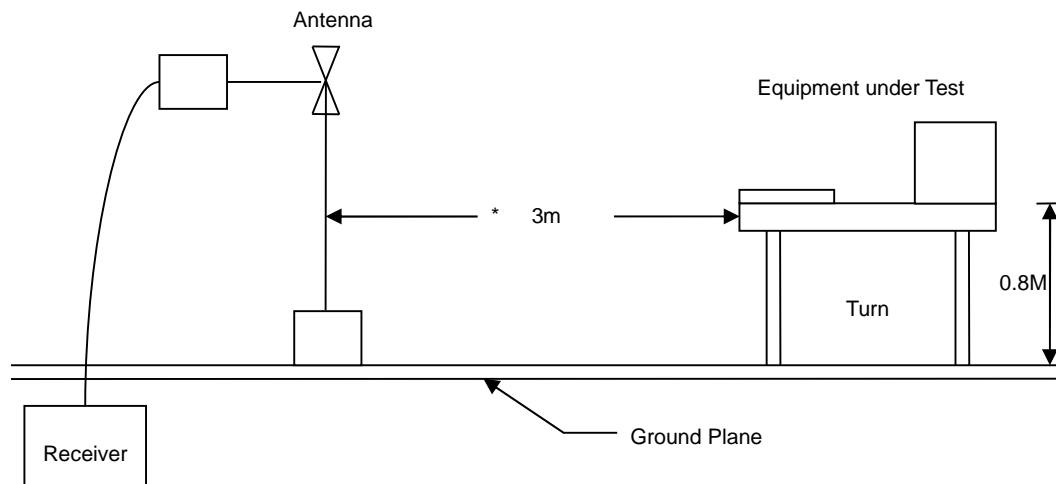 Antenna
Equipment under Test
* 3m
0.8M
Turn
Ground Plane
Receiver